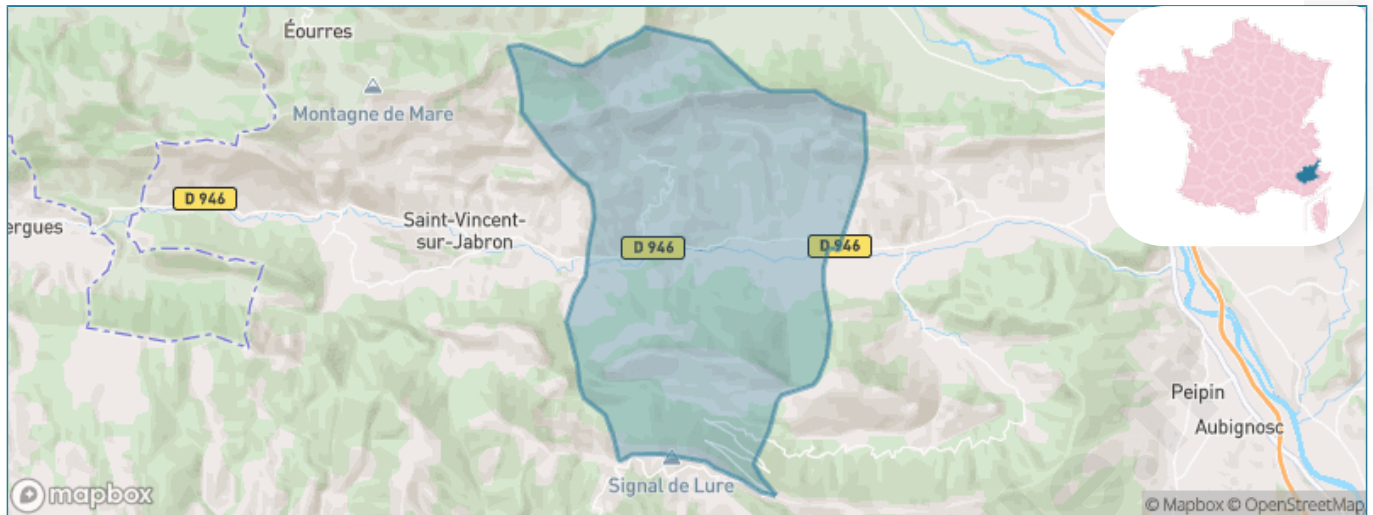 Éourres
Montagne de Mare
D 946
Saint-Vincent-
sur-Jabron
ergues
D 946
D 946
Peipin
Aubignosc
Signal de Lure
mapbox
© Mapbox © OpenStreetMap